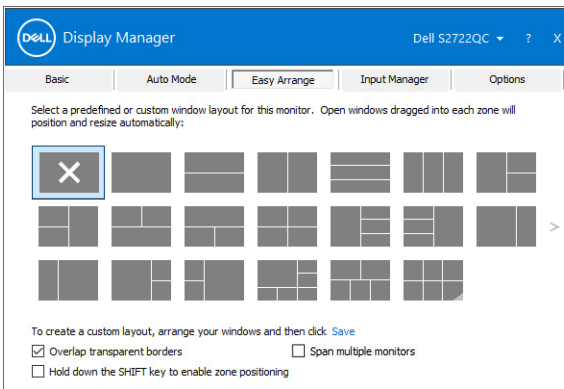 DELL Display Manager Dell S2722QC ? X
Basic Auto Mode Easy Arrange Input Manager Options
Select a predefined or custom window layout for this monitor. Open windows dragged into each zone will
position and resize automatically:
>
To create a custom layout, arrange your windows and then click Save
Overlap transparent borders Span multiple monitors
Hold down the SHIFT key to enable zone positioning